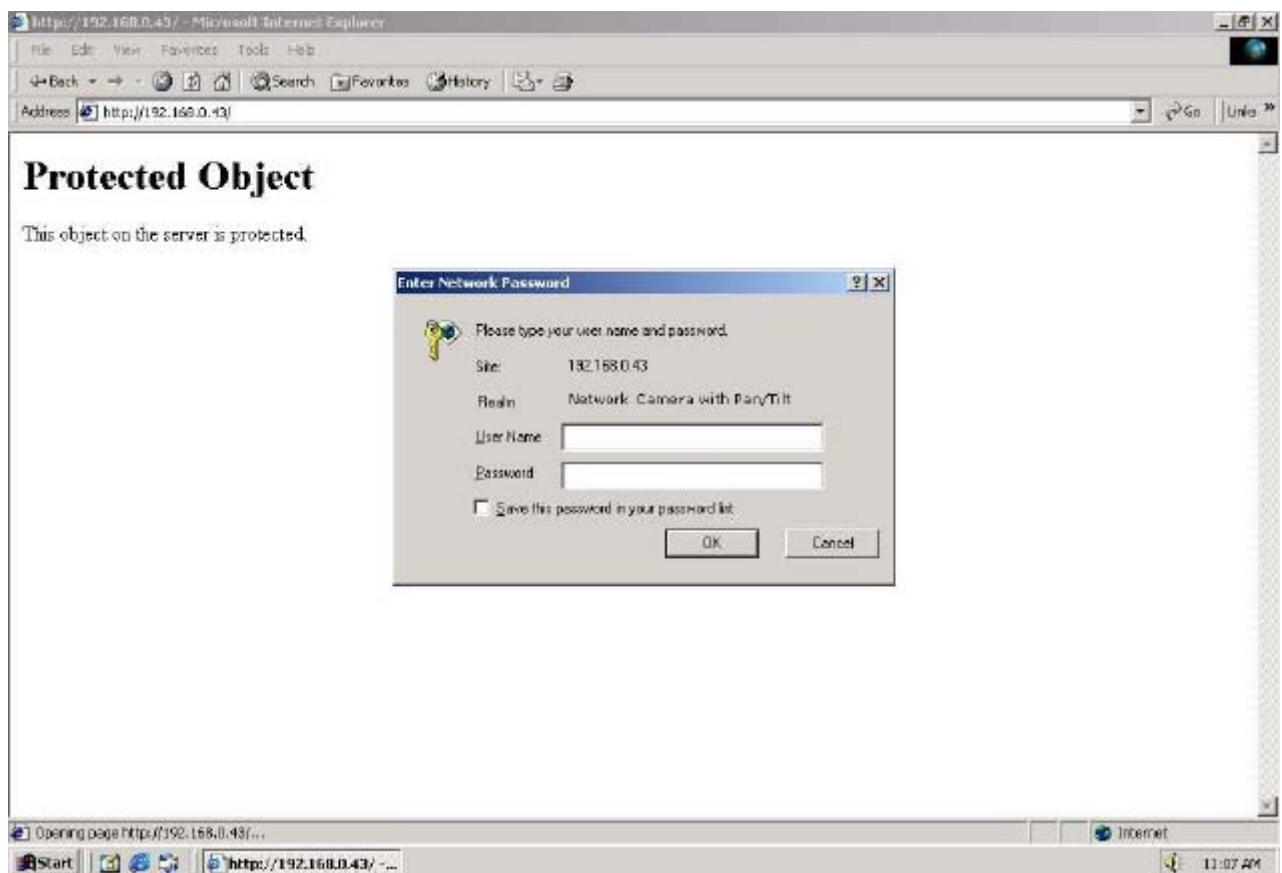 http://192.168.0.43/ - Microsoft Internet Explorer
File Edit View Favorites Tools Help
Back Search Favorites History
Address http://192.168.0.43/ Go Links »
Protected Object
This object on the server is protected.
Enter Network Password
Please type your user name and password.
Site: 192.168.0.43
Realm Network Camera with Pan/Tilt
User Name
Password
Save this password in your password list
OK Cancel
Opening page http://192.168.0.43/... Internet
Start http://192.168.0.43/ -... 11:07 AM